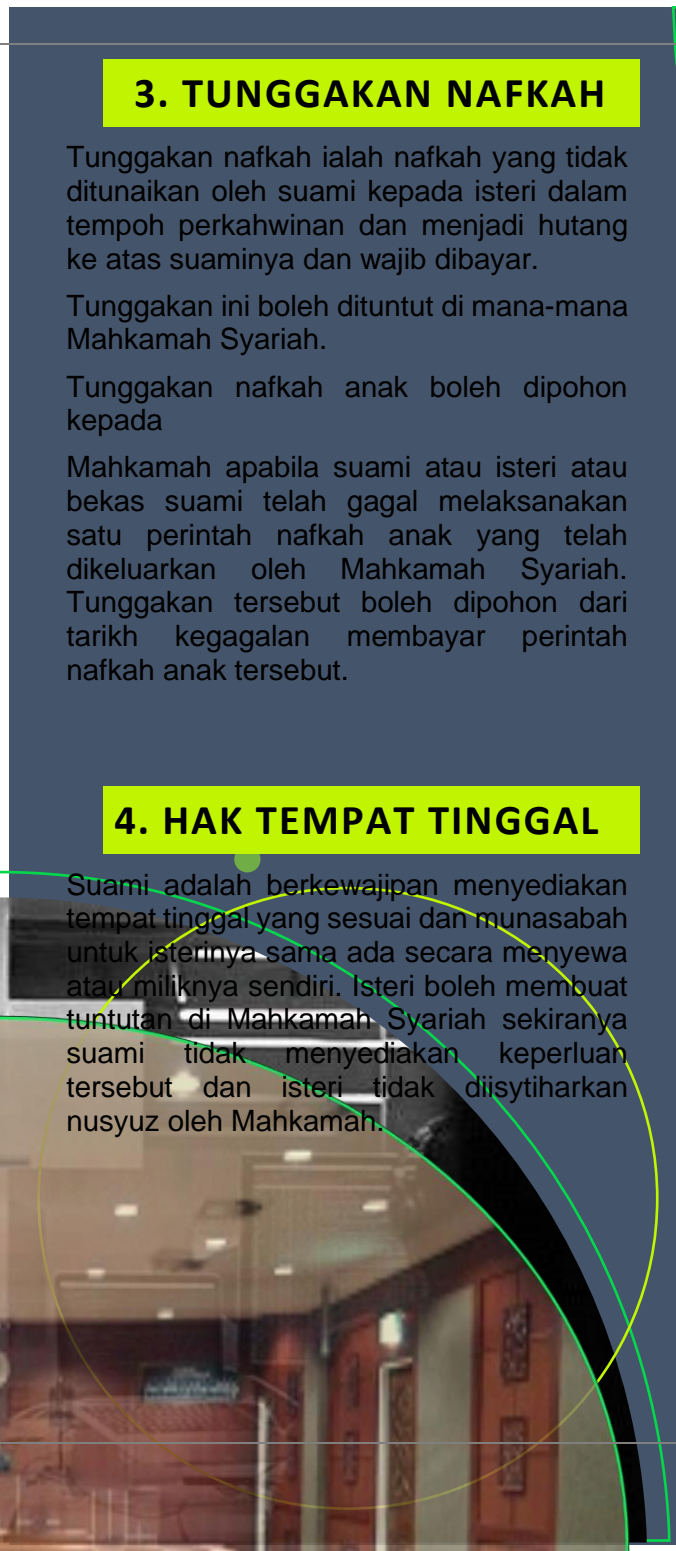 3. TUNGGAKAN NAFKAH
Tunggakan nafkah ialah nafkah yang tidak
ditunaikan oleh suami kepada isteri dalam
tempoh perkahwinan dan menjadi hutang
ke atas suaminya dan wajib dibayar.
Tunggakan ini boleh dituntut di mana-mana
Mahkamah Syariah.
Tunggakan nafkah anak boleh dipohon
kepada
Mahkamah apabila suami atau isteri atau
bekas suami telah gagal melaksanakan
satu perintah nafkah anak yang telah
dikeluarkan oleh Mahkamah Syariah.
Tunggakan tersebut boleh dipohon dari
tarikh kegagalan membayar perintah
nafkah anak tersebut.
4. HAK TEMPAT TINGGAL
Suami adalah berkewajipan menyediakan
tempat tinggal yang sesuai dan munasabah
untuk isterinya sama ada secara menyewa
atau miliknya sendiri. Isteri boleh membuat
tuntutan di Mahkamah Syariah sekiranya
suami tidak menyediakan keperluan
tersebut dan isteri tidak diisytiharkan
nusyuz oleh Mahkamah.